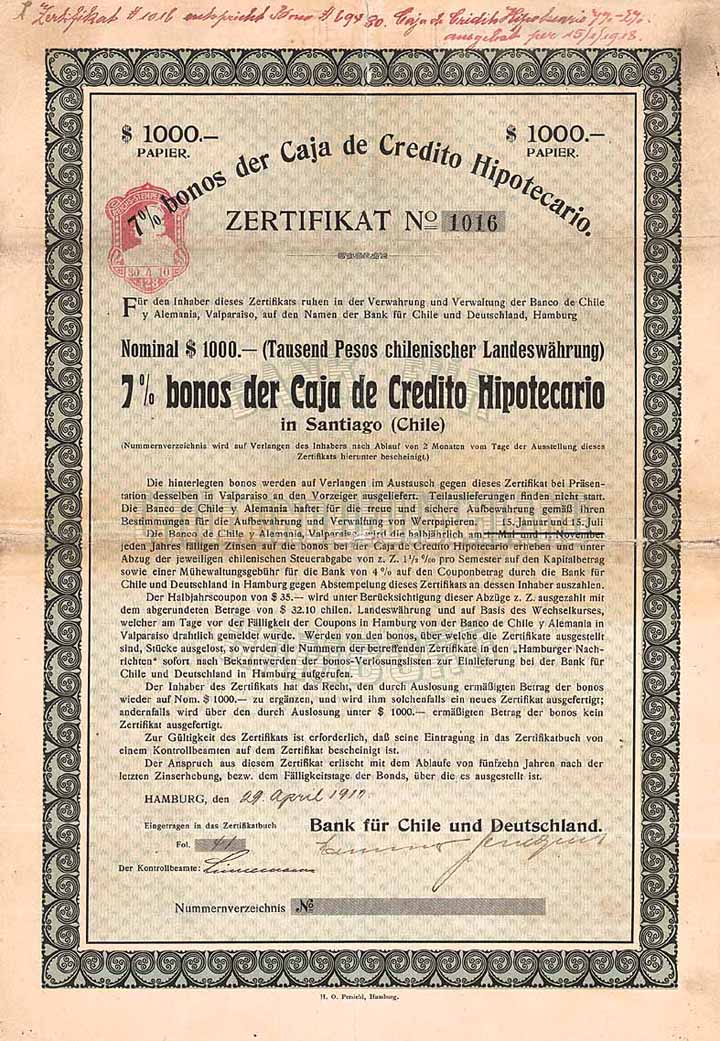 Zertifikat # 1016 entspricht Bono # 694 80. Caja de Crédito Hipotecario 7%-2%.
ausgebat per 15/1/1918.
$ 1000.— $ 1000.—
PAPIER. PAPIER.
7% bonos der Caja de Credito Hipotecario.
REICHS-STEMPEL
30.4.10
ZERTIFIKAT No 1016
Für den Inhaber dieses Zertifikats ruhen in der Verwahrung und Verwaltung der Banco de Chile
y Alemania, Valparaiso, auf den Namen der Bank für Chile und Deutschland, Hamburg
Nominal $ 1000.— (Tausend Pesos chilenischer Landeswährung)
7% bonos der Caja de Credito Hipotecario
in Santiago (Chile)
(Nummernverzeichnis wird auf Verlangen des Inhabers nach Ablauf von 2 Monaten vom Tage der Ausstellung dieses
Zertifikats hierunter bescheinigt.)
Die hinterlegten bonos werden auf Verlangen im Austausch gegen dieses Zertifikat bei Präsen-
tation desselben in Valparaiso an den Vorzeiger ausgeliefert. Teilauslieferungen finden nicht statt.
Die Banco de Chile y Alemania haftet für die treue und sichere Aufbewahrung gemäß ihren
Bestimmungen für die Aufbewahrung und Verwaltung von Wertpapieren. 15. Januar und 15. Juli
Die Banco de Chile y Alemania, Valparaiso, wird die halbjährlich am 1. Mai und 1. November
jeden Jahres fälligen Zinsen auf die bonos bei der Caja de Credito Hipotecario erheben und unter
Abzug der jeweiligen chilenischen Steuerabgabe von z. Z. 1½ ‰ pro Semester auf den Kapitalbetrag
sowie einer Mühewaltungsgebühr für die Bank von 4% auf den Couponbetrag durch die Bank für
Chile und Deutschland in Hamburg gegen Abstempelung dieses Zertifikates an dessen Inhaber auszahlen.
Der Halbjahrscoupon von $ 35.— wird unter Berücksichtigung dieser Abzüge z. Z. ausgezahlt mit
dem abgerundeten Betrage von $ 32.10 chilen. Landeswährung und auf Basis des Wechselkurses,
welcher am Tage vor der Fälligkeit der Coupons in Hamburg von der Banco de Chile y Alemania in
Valparaiso drahtlich gemeldet wurde. Werden von den bonos, über welche die Zertifikate ausgestellt
sind, Stücke ausgelost, so werden die Nummern der betreffenden Zertifikate in den „Hamburger Nach-
richten" sofort nach Bekanntwerden der bonos-Verlosungslisten zur Einlieferung bei der Bank für
Chile und Deutschland in Hamburg aufgerufen.
Der Inhaber des Zertifikats hat das Recht, den durch Auslosung ermäßigten Betrag der bonos
wieder auf Nom. $ 1000.— zu ergänzen, und wird ihm solchenfalls ein neues Zertifikat ausgefertigt;
andernfalls wird über den durch Auslosung unter $ 1000.— ermäßigten Betrag der bonos kein
Zertifikat ausgefertigt.
Zur Gültigkeit des Zertifikats ist erforderlich, daß seine Eintragung in das Zertifikatbuch von
einem Kontrollbeamten auf dem Zertifikat bescheinigt ist.
Der Anspruch aus diesem Zertifikat erlischt mit dem Ablaufe von fünfzehn Jahren nach der
letzten Zinserhebung, bezw. dem Fälligkeitstage der Bonds, über die es ausgestellt ist.
HAMBURG, den 29. April 1910.
Eingetragen in das Zertifikatbuch Bank für Chile und Deutschland.
Fol. 41
Der Kontrollbeamte:
Nummernverzeichnis No
H. O. Persiehl, Hamburg.